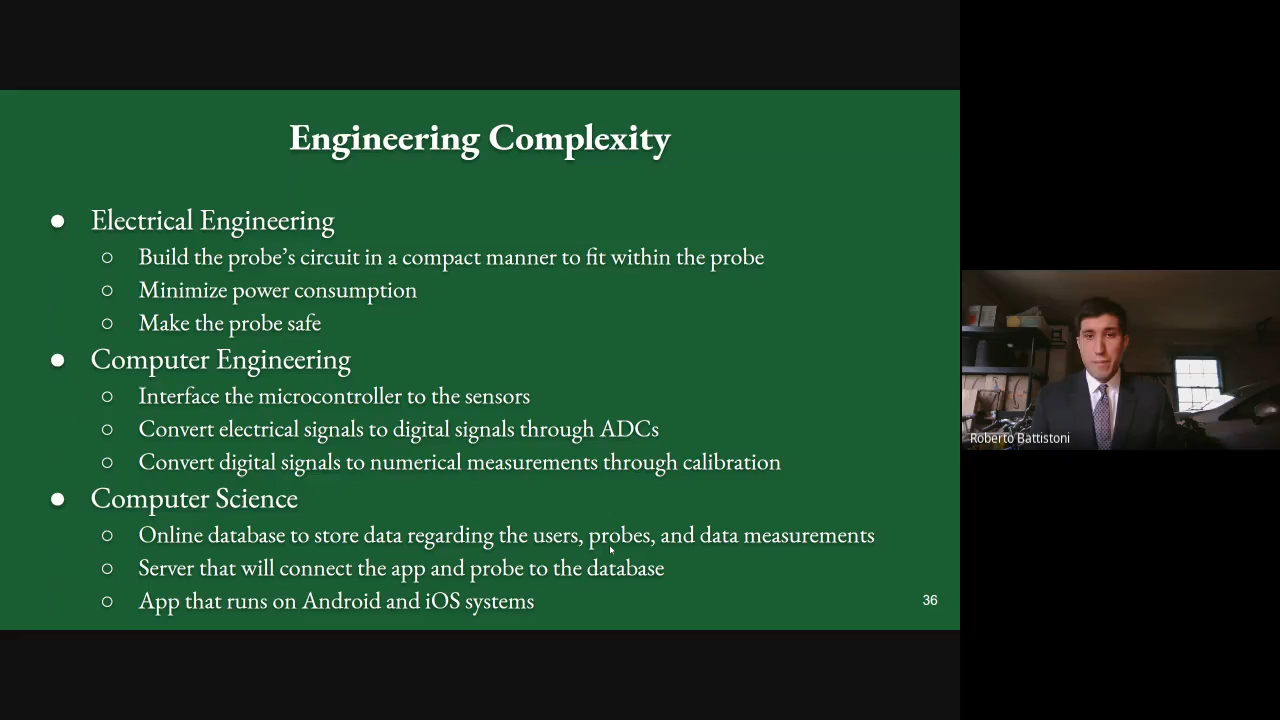 Engineering Complexity
● Electrical Engineering
○ Build the probe’s circuit in a compact manner to fit within the probe
○ Minimize power consumption
○ Make the probe safe
● Computer Engineering
○ Interface the microcontroller to the sensors
○ Convert electrical signals to digital signals through ADCs
○ Convert digital signals to numerical measurements through calibration
● Computer Science
○ Online database to store data regarding the users, probes, and data measurements
○ Server that will connect the app and probe to the database
○ App that runs on Android and iOS systems
36
Roberto Battistoni